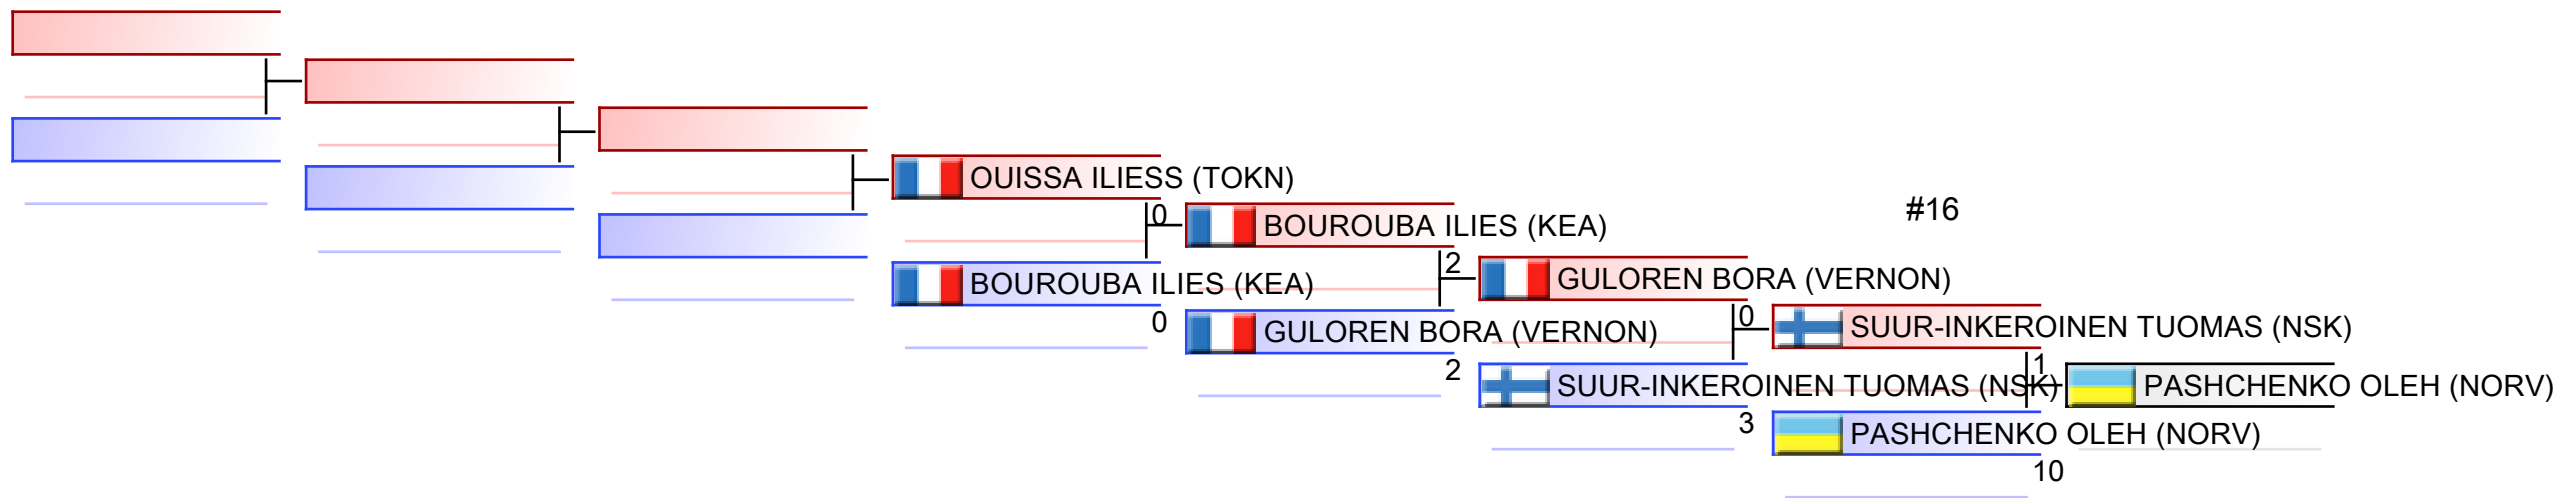 OUISSA ILIESS (TOKN)
#16
0
BOUROUBA ILIES (KEA)
2
GULOREN BORA (VERNON)
BOUROUBA ILIES (KEA)
0
GULOREN BORA (VERNON)
0
SUUR-INKEROINEN TUOMAS (NSK)
2
SUUR-INKEROINEN TUOMAS (NSK)
1
PASHCHENKO OLEH (NORV)
3
PASHCHENKO OLEH (NORV)
10